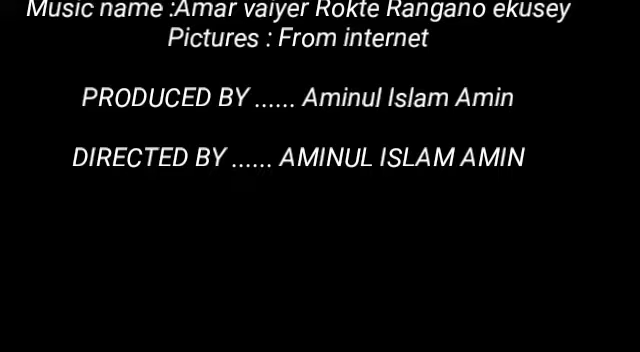 Music name :Amar vaiyer Rokte Rangano ekusey
Pictures : From internet
PRODUCED BY ...... Aminul Islam Amin
DIRECTED BY ...... AMINUL ISLAM AMIN